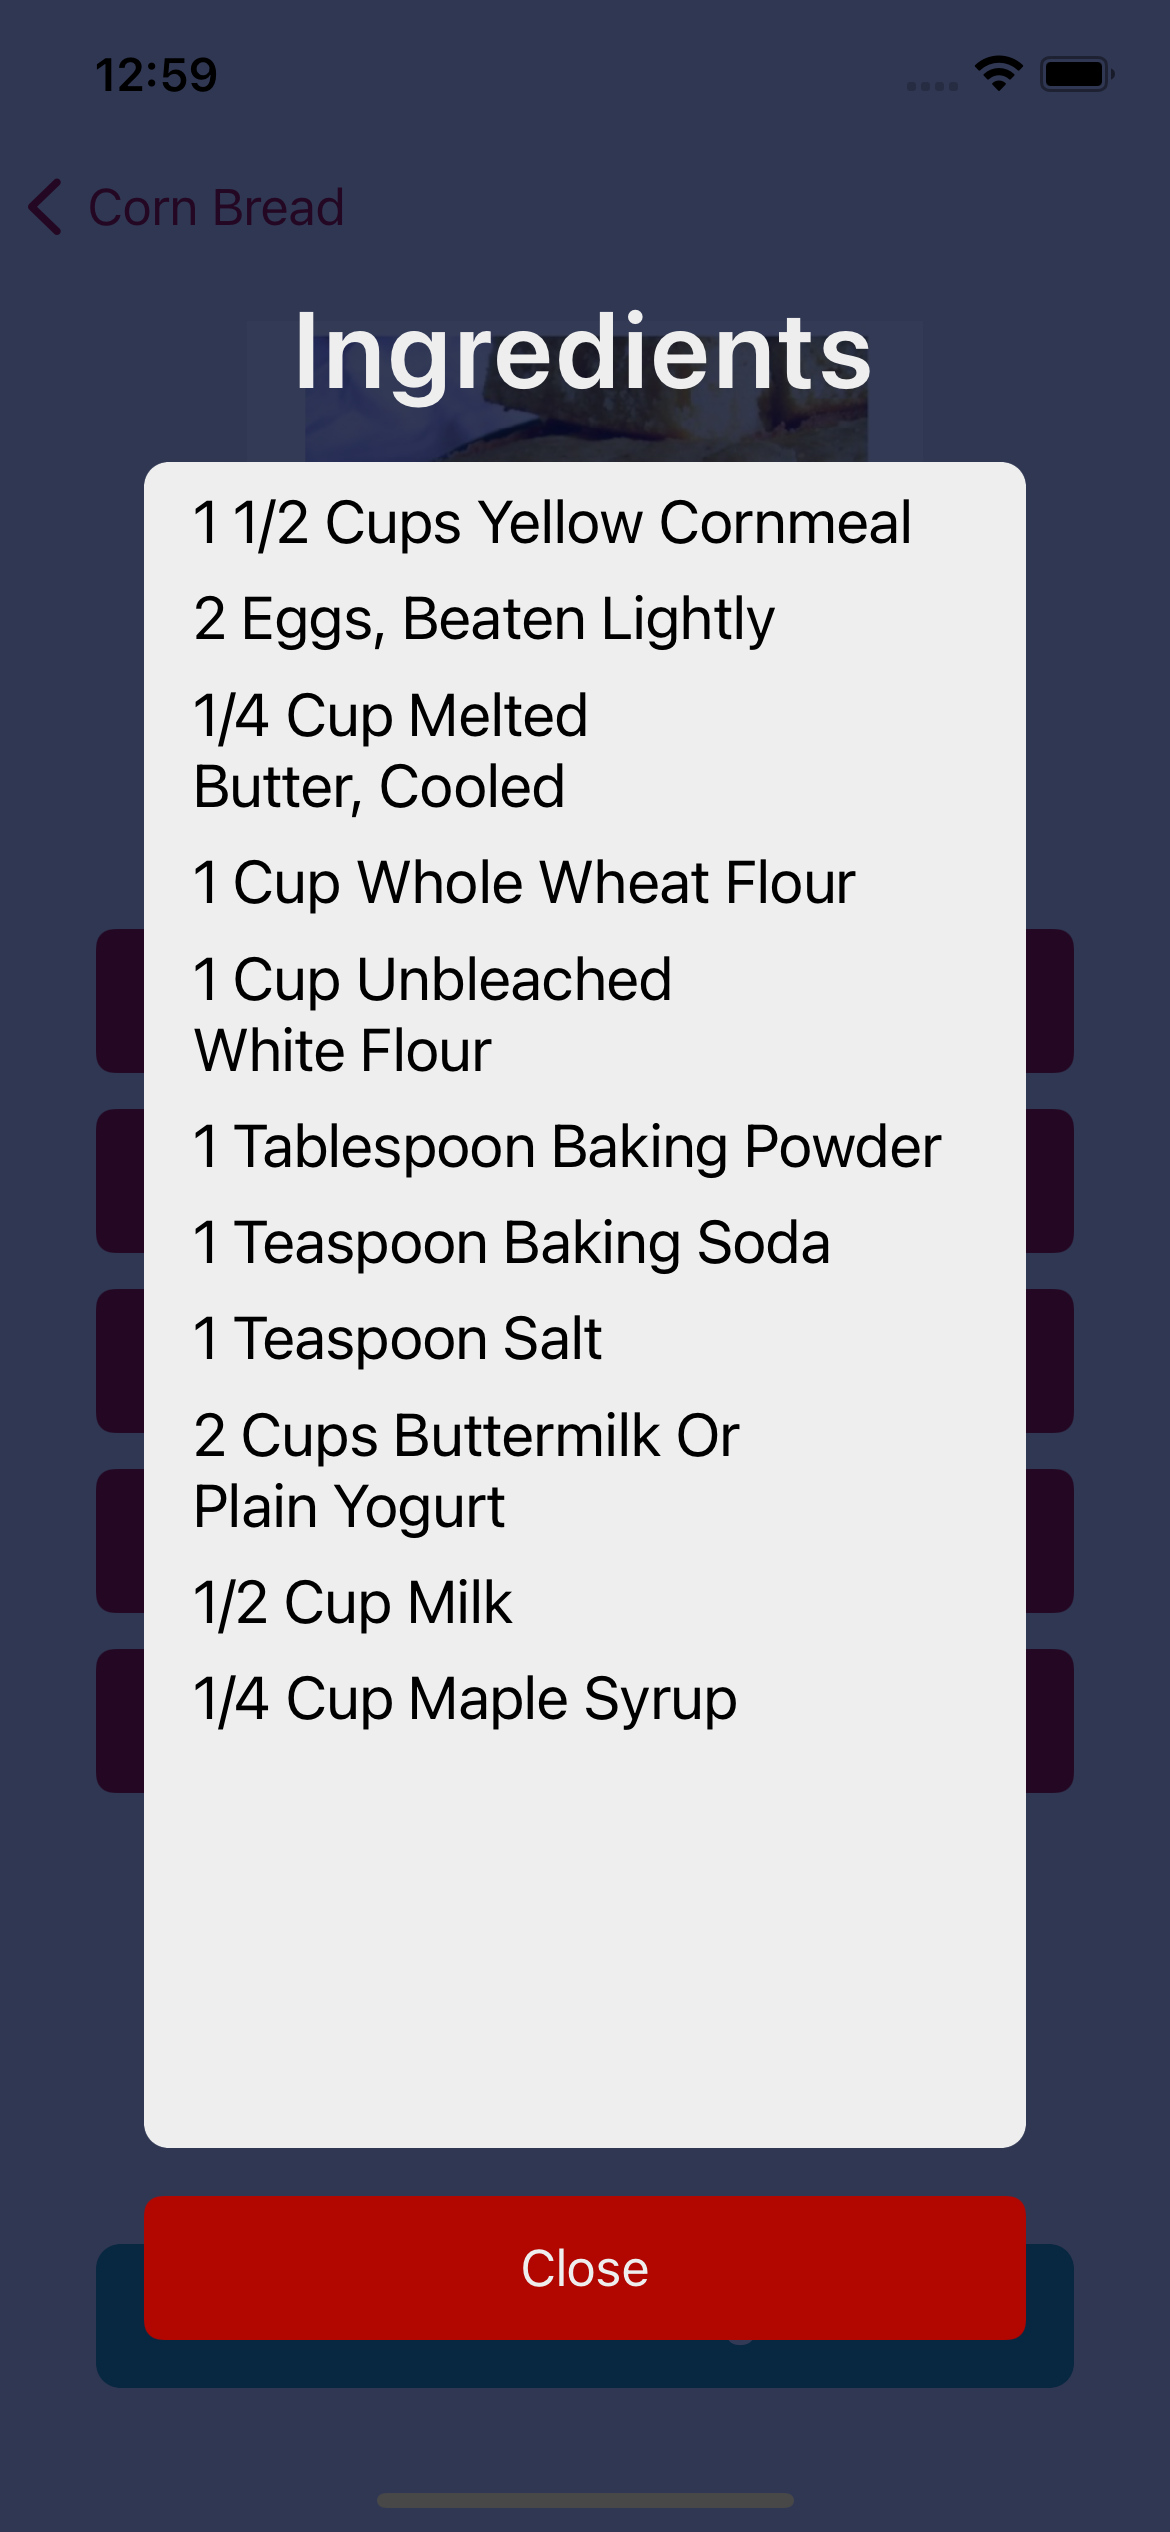 12:59
Corn Bread
Ingredients
1 1/2 Cups Yellow Cornmeal
2 Eggs, Beaten Lightly
1/4 Cup Melted
Butter, Cooled
1 Cup Whole Wheat Flour
1 Cup Unbleached
White Flour
1 Tablespoon Baking Powder
1 Teaspoon Baking Soda
1 Teaspoon Salt
2 Cups Buttermilk Or
Plain Yogurt
1/2 Cup Milk
1/4 Cup Maple Syrup
Close